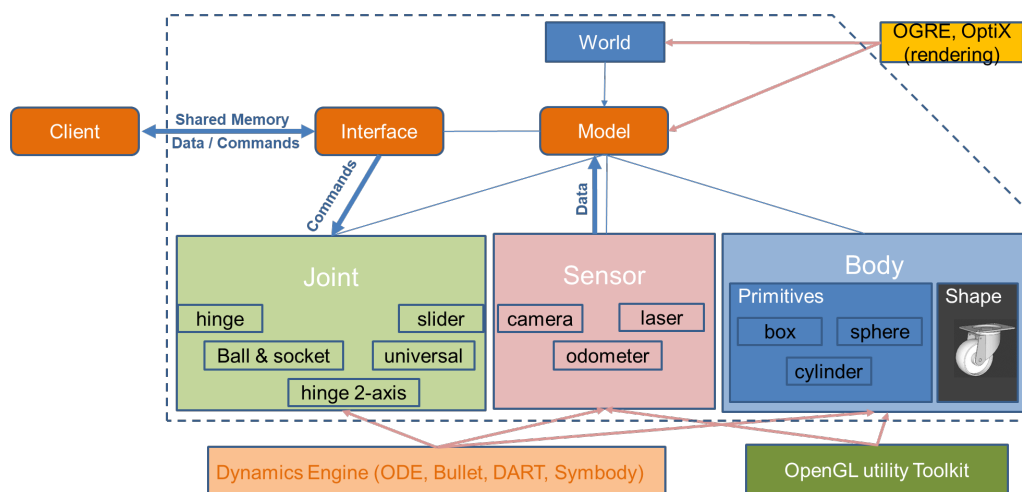 World
OGRE, OptiX
(rendering)
Client
Shared Memory
Data / Commands
Interface
Model
Commands
Data
Joint
hinge
slider
Ball & socket
universal
hinge 2-axis
Sensor
camera
laser
odometer
Body
Primitives
box
sphere
cylinder
Shape
Dynamics Engine (ODE, Bullet, DART, Symbody)
OpenGL utility Toolkit